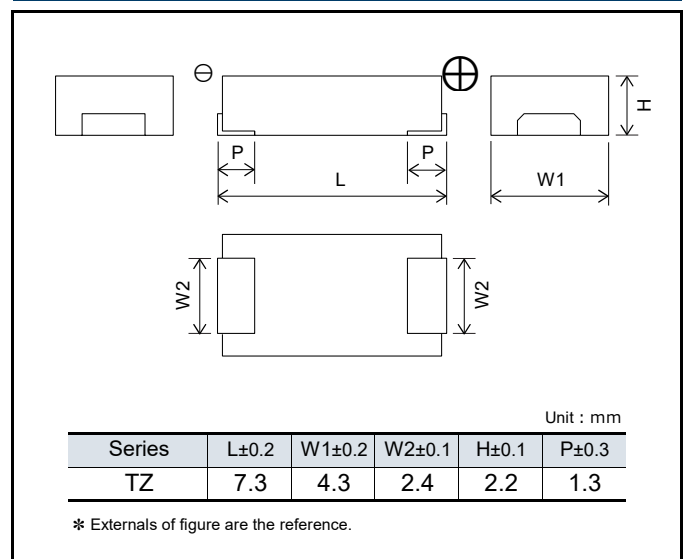 ⊖
⊕
H
P
P
L
W1
W2
W2
Unit : mm
Series L±0.2 W1±0.2 W2±0.1 H±0.1 P±0.3
TZ 7.3 4.3 2.4 2.2 1.3
✻ Externals of figure are the reference.